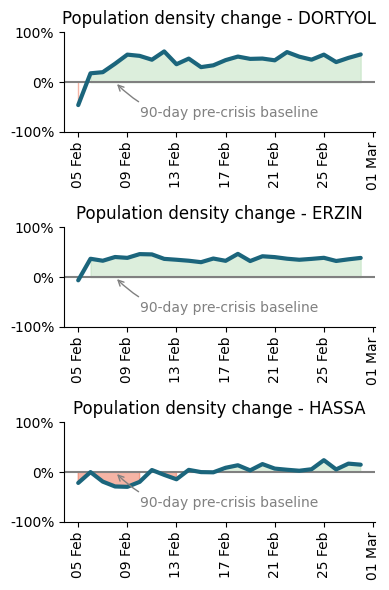 Population density change - DORTYOL
100%
0%
-100%
90-day pre-crisis baseline
05 Feb
09 Feb
13 Feb
17 Feb
21 Feb
25 Feb
01 Mar
Population density change - ERZIN
100%
0%
-100%
90-day pre-crisis baseline
05 Feb
09 Feb
13 Feb
17 Feb
21 Feb
25 Feb
01 Mar
Population density change - HASSA
100%
0%
-100%
90-day pre-crisis baseline
05 Feb
09 Feb
13 Feb
17 Feb
21 Feb
25 Feb
01 Mar